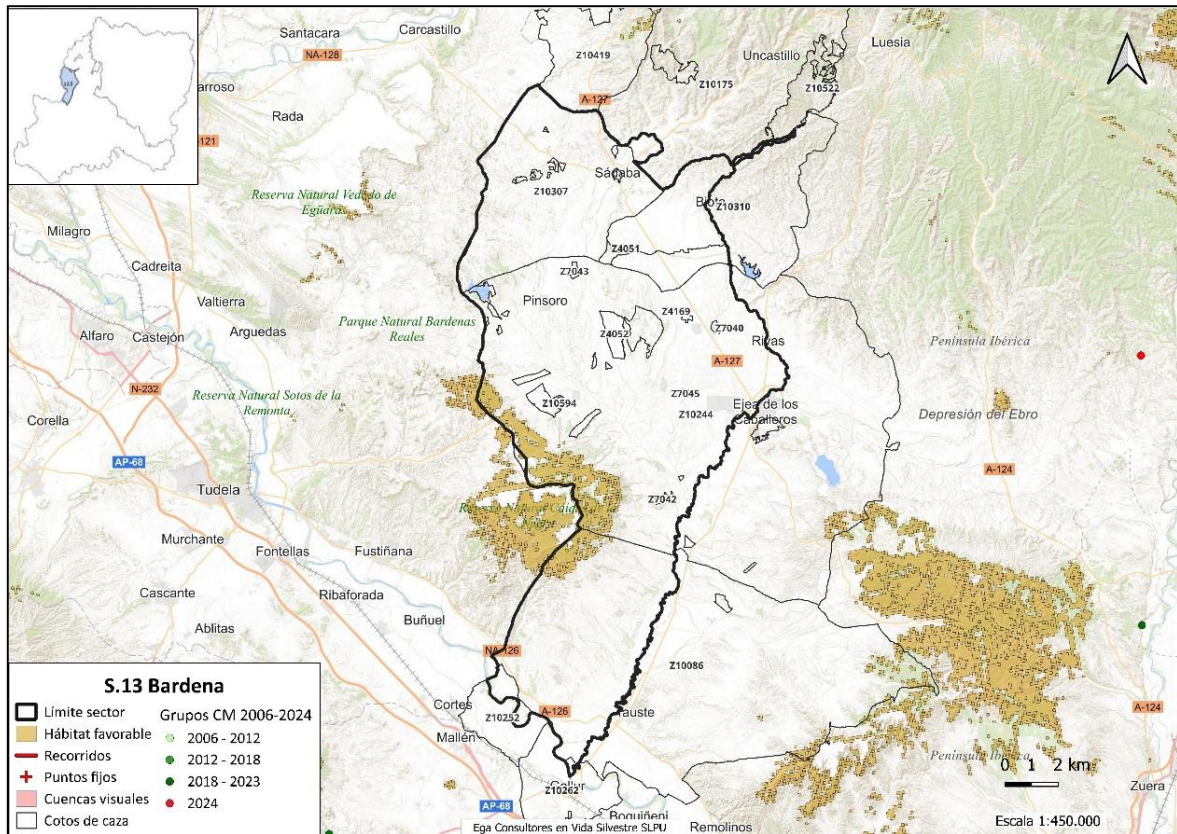 Santacara
Carcastillo
NA-128
Z10419
Uncastillo
Luesia
Z10175
Z10522
A-127
Rada
121
Sádaba
Z10307
Reserva Natural Vedado de
Egüaras
Z10310
Milagro
Z4051
Cadreita
Z7043
Valtierra
Pinsoro
Z4169
Z4052
Z7040
Parque Natural Bardenas
Reales
Arguedas
Alfaro
Castejón
Rivas
Península Ibérica
A-127
N-232
Reserva Natural Sotos de la
Remonta
Z7045
Z10594
Z10244
Ejea de los
Caballeros
Depresión del Ebro
Corella
AP-68
A-124
Tudela
Z7042
Murchante
Fontellas
Fustiñana
Cascante
Ribaforada
Ablitas
Buñuel
NA-126
Z10086
S.13 Bardena
Límite sector
Hábitat favorable
Recorridos
Puntos fijos
Cuencas visuales
Cotos de caza
Grupos CM 2006-2024
2006 - 2012
2012 - 2018
2018 - 2023
2024
Cortes
Z10252
A-126
Tauste
Mallén
A-124
Península Ibérica
0 1 2 km
Zuera
Z10262
AP-68
Boquiñeni
Remolinos
Ega Consultores en Vida Silvestre SLPU
Escala 1:450.000